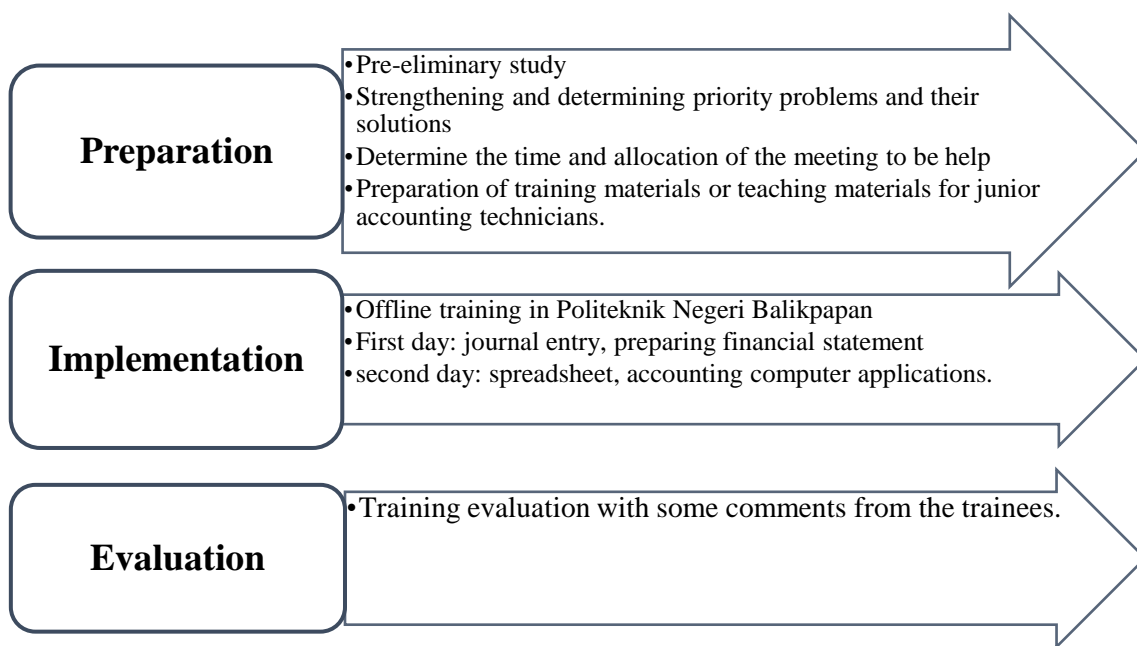 Preparation
•Pre-eliminary study
•Strengthening and determining priority problems and their
solutions
•Determine the time and allocation of the meeting to be help
•Preparation of training materials or teaching materials for junior
accounting technicians.
Implementation
•Offline training in Politeknik Negeri Balikpapan
•First day: journal entry, preparing financial statement
•second day: spreadsheet, accounting computer applications.
Evaluation
•Training evaluation with some comments from the trainees.